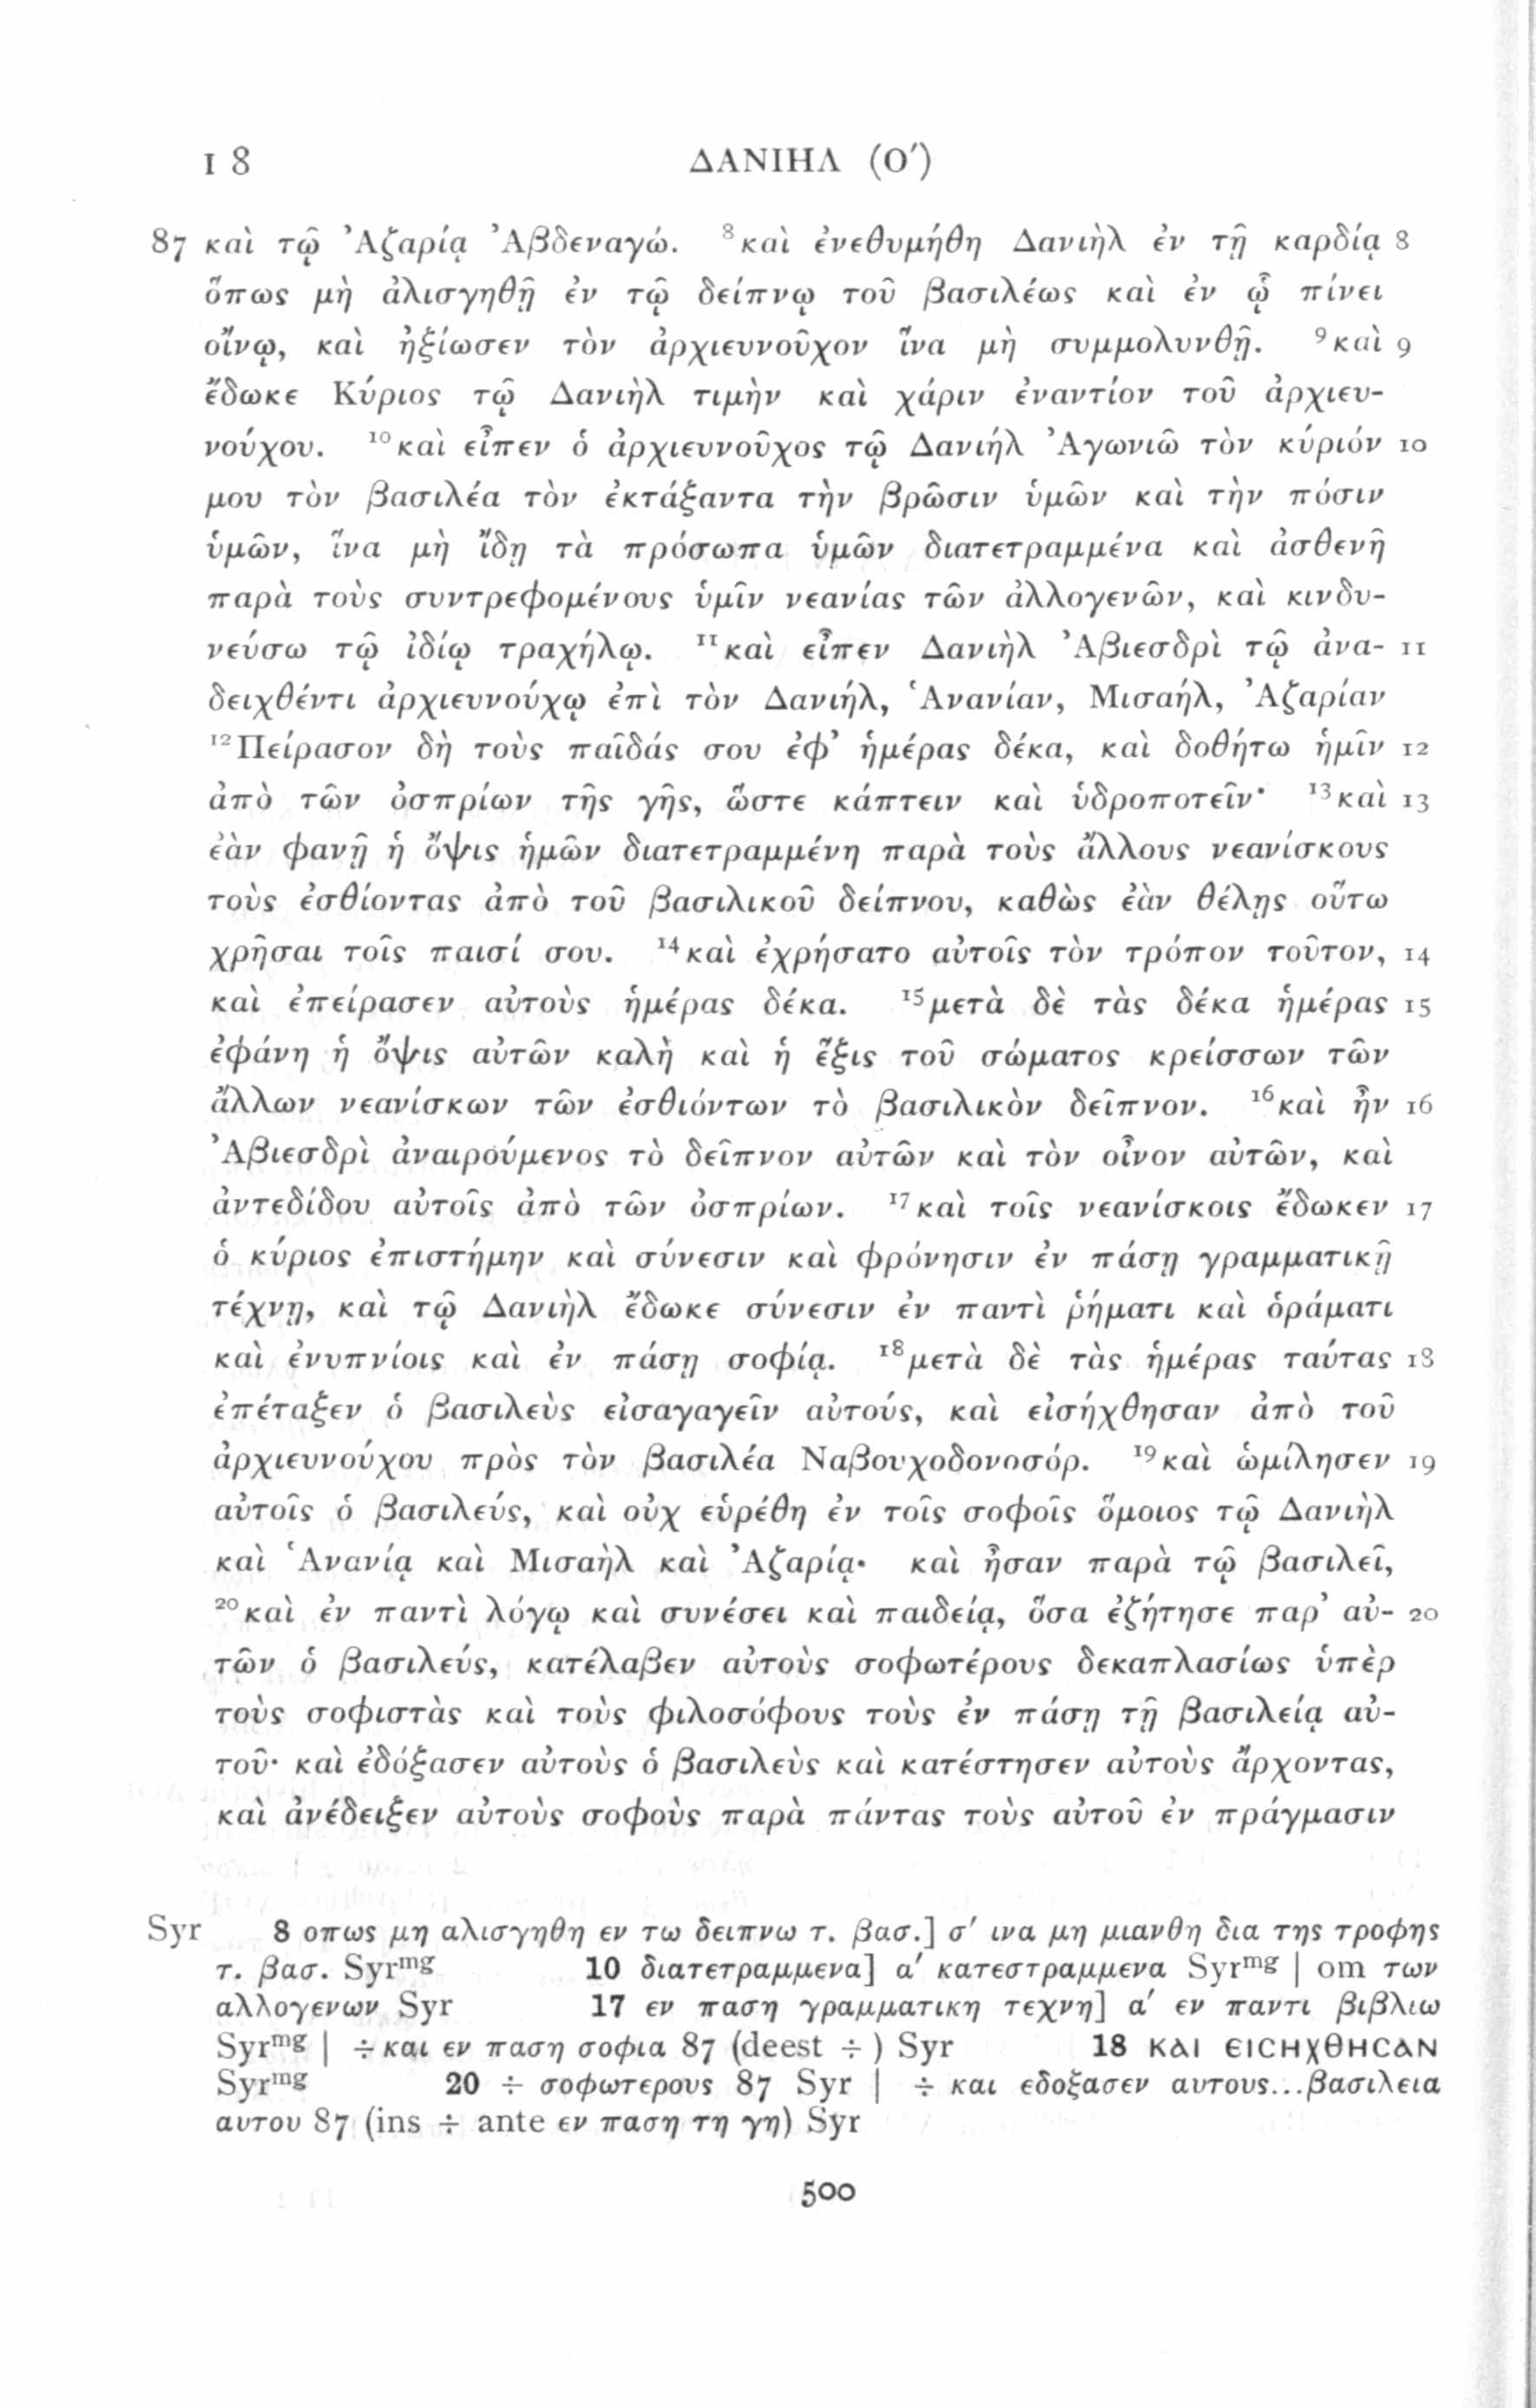 I 8 ΔΑΝΙΗΛ (Ο′)
87 καὶ τῷ Ἀζαρίᾳ Ἀβδεναγώ. ⁸καὶ ἐνεθυμήθη Δανιὴλ ἐν τῇ καρδίᾳ 8
ὅπως μὴ ἀλισγηθῇ ἐν τῷ δείπνῳ τοῦ βασιλέως καὶ ἐν ᾧ πίνει
οἴνῳ, καὶ ἠξίωσεν τὸν ἀρχιευνοῦχον ἵνα μὴ συμμολυνθῇ. ⁹καὶ 9
ἔδωκε Κύριος τῷ Δανιὴλ τιμὴν καὶ χάριν ἐναντίον τοῦ ἀρχιευ-
νούχου. ¹⁰καὶ εἶπεν ὁ ἀρχιευνοῦχος τῷ Δανιήλ Ἀγωνιῶ τὸν κύριόν 10
μου τὸν βασιλέα τὸν ἐκτάξαντα τὴν βρῶσιν ὑμῶν καὶ τὴν πόσιν
ὑμῶν, ἵνα μὴ ἴδῃ τὰ πρόσωπα ὑμῶν διατετραμμένα καὶ ἀσθενῆ
παρὰ τοὺς συντρεφομένους ὑμῖν νεανίας τῶν ἀλλογενῶν, καὶ κινδυ-
νεύσω τῷ ἰδίῳ τραχήλῳ. ¹¹καὶ εἶπεν Δανιὴλ Ἀβιεσδρὶ τῷ ἀνα- 11
δειχθέντι ἀρχιευνούχῳ ἐπὶ τὸν Δανιήλ, Ἁνανίαν, Μισαήλ, Ἀζαρίαν
¹²Πείρασον δὴ τοὺς παῖδάς σου ἐφ’ ἡμέρας δέκα, καὶ δοθήτω ἡμῖν 12
ἀπὸ τῶν ὀσπρίων τῆς γῆς, ὥστε κάπτειν καὶ ὑδροποτεῖν· ¹³καὶ 13
ἐὰν φανῇ ἡ ὄψις ἡμῶν διατετραμμένη παρὰ τοὺς ἄλλους νεανίσκους
τοὺς ἐσθίοντας ἀπὸ τοῦ βασιλικοῦ δείπνου, καθὼς ἐὰν θέλῃς οὕτω
χρῆσαι τοῖς παισί σου. ¹⁴καὶ ἐχρήσατο αὐτοῖς τὸν τρόπον τοῦτον, 14
καὶ ἐπείρασεν αὐτοὺς ἡμέρας δέκα. ¹⁵μετὰ δὲ τὰς δέκα ἡμέρας 15
ἐφάνη ἡ ὄψις αὐτῶν καλὴ καὶ ἡ ἕξις τοῦ σώματος κρείσσων τῶν
ἄλλων νεανίσκων τῶν ἐσθιόντων τὸ βασιλικὸν δεῖπνον. ¹⁶καὶ ἦν 16
Ἀβιεσδρὶ ἀναιρούμενος τὸ δεῖπνον αὐτῶν καὶ τὸν οἶνον αὐτῶν, καὶ
ἀντεδίδου αὐτοῖς ἀπὸ τῶν ὀσπρίων. ¹⁷καὶ τοῖς νεανίσκοις ἔδωκεν 17
ὁ κύριος ἐπιστήμην καὶ σύνεσιν καὶ φρόνησιν ἐν πάσῃ γραμματικῇ
τέχνῃ, καὶ τῷ Δανιὴλ ἔδωκε σύνεσιν ἐν παντὶ ῥήματι καὶ ὁράματι
καὶ ἐνυπνίοις καὶ ἐν πάσῃ σοφίᾳ. ¹⁸μετὰ δὲ τὰς ἡμέρας ταύτας 18
ἐπέταξεν ὁ βασιλεὺς εἰσαγαγεῖν αὐτούς, καὶ εἰσήχθησαν ἀπὸ τοῦ
ἀρχιευνούχου πρὸς τὸν βασιλέα Ναβουχοδονοσόρ. ¹⁹καὶ ὡμίλησεν 19
αὐτοῖς ὁ βασιλεύς, καὶ οὐχ εὑρέθη ἐν τοῖς σοφοῖς ὅμοιος τῷ Δανιὴλ
καὶ Ἁνανίᾳ καὶ Μισαὴλ καὶ Ἀζαρίᾳ· καὶ ἦσαν παρὰ τῷ βασιλεῖ,
²⁰καὶ ἐν παντὶ λόγῳ καὶ συνέσει καὶ παιδείᾳ, ὅσα ἐζήτησε παρ’ αὐ- 20
τῶν ὁ βασιλεύς, κατέλαβεν αὐτοὺς σοφωτέρους δεκαπλασίως ὑπὲρ
τοὺς σοφιστὰς καὶ τοὺς φιλοσόφους τοὺς ἐν πάσῃ τῇ βασιλείᾳ αὐ-
τοῦ· καὶ ἐδόξασεν αὐτοὺς ὁ βασιλεὺς καὶ κατέστησεν αὐτοὺς ἄρχοντας,
καὶ ἀνέδειξεν αὐτοὺς σοφοὺς παρὰ πάντας τοὺς αὐτοῦ ἐν πράγμασιν
Syr 8 οπως μη αλισγηθη εν τω δειπνω τ. βασ.] σ′ ινα μη μιανθη δια της τροφης
τ. βασ. Syrᵐᵍ 10 διατετραμμενα] α′ κατεστραμμενα Syrᵐᵍ | om των
αλλογενων Syr 17 εν παση γραμματικη τεχνη] α′ εν παντι βιβλιω
Syrᵐᵍ | ÷ και εν παση σοφια 87 (deest ÷ ) Syr 18 ΚΑΙ ΕΙCΗΧΘΗCΑΝ
Syrᵐᵍ 20 ÷ σοφωτερους 87 Syr | ÷ και εδοξασεν αυτους...βασιλεια
αυτου 87 (ins ÷ ante εν παση τη γη) Syr
500